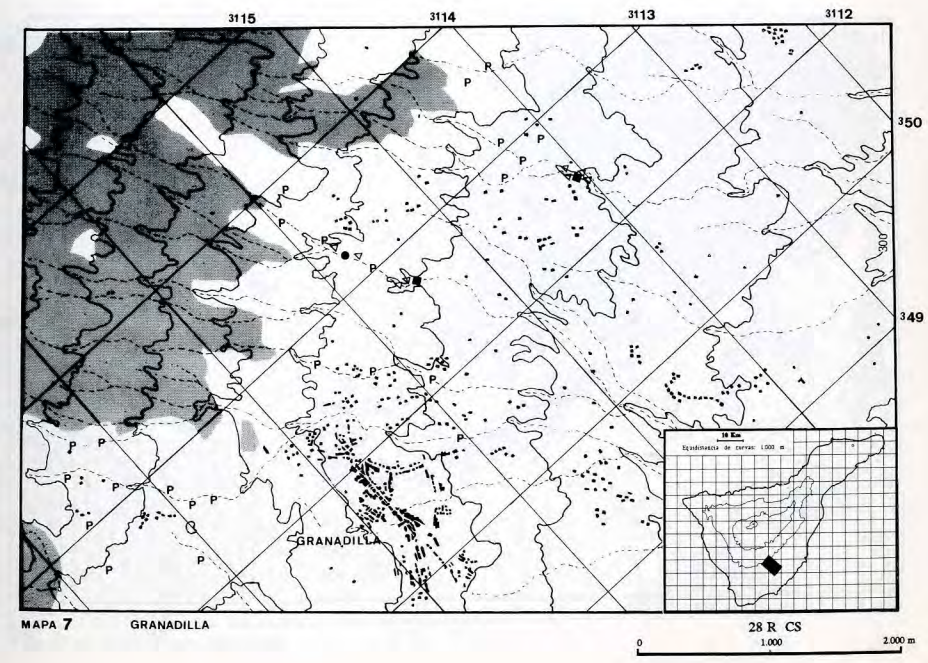 3115 3114 3113 3112
350
300
349
P
P
P
P
P
P
P
P
P
P
P
P
P
P P
P
P
P P P
P
P
GRANADILLA
10 Km
Equidistancia de curvas: 1.000 m
MAPA 7 GRANADILLA
28 R CS
0 1.000 2.000 m